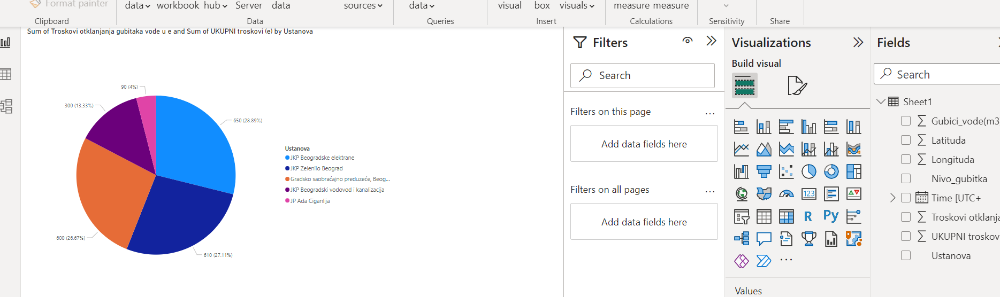 Format painter
data
workbook
hub
Server
data
sources
data
visual
box
visuals
measure
measure
Clipboard
Data
Queries
Insert
Calculations
Sensitivity
Share
Sum of Troskovi otklanjanja gubitaka vode u e and Sum of UKUPNI troskovi (e) by Ustanova
90 (4%)
300 (13.33%)
650 (28.89%)
600 (26.67%)
610 (27.11%)
Ustanova
JKP Beogradske elektrane
JKP Zelenilo Beograd
Gradsko saobraćajno preduzeće, Beog...
JKP Beogradski vodovod i kanalizacija
JP Ada Ciganlija
Filters
Search
Filters on this page
...
Add data fields here
Filters on all pages
...
Add data fields here
Visualizations
Build visual
123
R
Py
...
Values
Fields
Search
Sheet1
Gubici_vode(m3
Latituda
Longituda
Nivo_gubitka
Time [UTC+
Troskovi otklanja
UKUPNI troskov
Ustanova